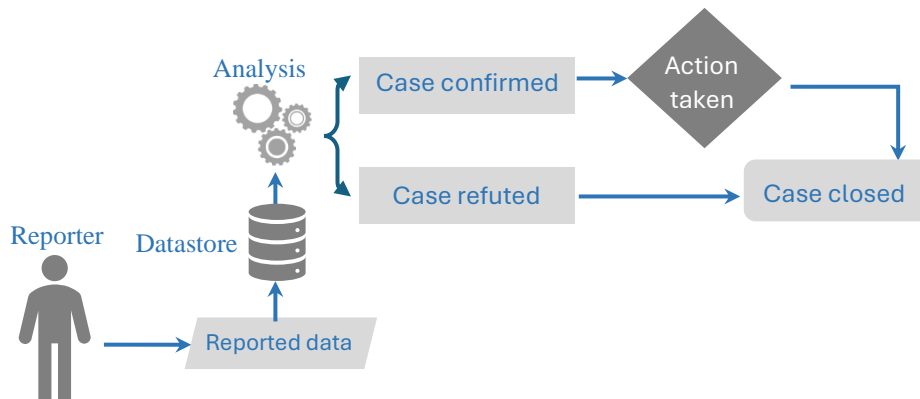 Analysis
Case confirmed
Action
taken
Case refuted
Case closed
Reporter
Datastore
Reported data